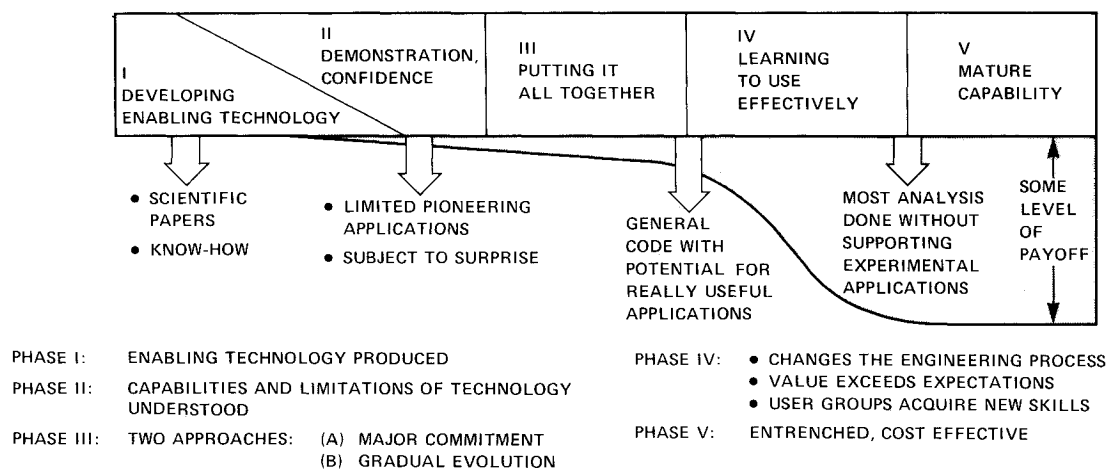 I
DEVELOPING
ENABLING TECHNOLOGY
II
DEMONSTRATION,
CONFIDENCE
III
PUTTING IT
ALL TOGETHER
IV
LEARNING
TO USE
EFFECTIVELY
V
MATURE
CAPABILITY
• SCIENTIFIC
PAPERS
• KNOW-HOW
• LIMITED PIONEERING
APPLICATIONS
• SUBJECT TO SURPRISE
GENERAL
CODE WITH
POTENTIAL FOR
REALLY USEFUL
APPLICATIONS
MOST ANALYSIS
DONE WITHOUT
SUPPORTING
EXPERIMENTAL
APPLICATIONS
SOME
LEVEL
OF
PAYOFF
PHASE I: ENABLING TECHNOLOGY PRODUCED
PHASE II: CAPABILITIES AND LIMITATIONS OF TECHNOLOGY
UNDERSTOOD
PHASE III: TWO APPROACHES: (A) MAJOR COMMITMENT
(B) GRADUAL EVOLUTION
PHASE IV: • CHANGES THE ENGINEERING PROCESS
• VALUE EXCEEDS EXPECTATIONS
• USER GROUPS ACQUIRE NEW SKILLS
PHASE V: ENTRENCHED, COST EFFECTIVE